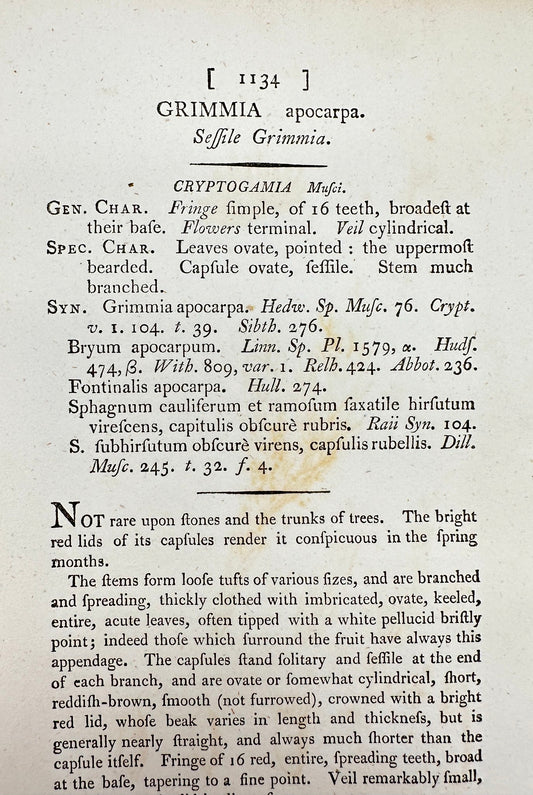 [ 1134 ]
GRIMMIA apocarpa.
Seſſile Grimmia.
CRYPTOGAMIA Muſci.
GEN. CHAR. Fringe ſimple, of 16 teeth, broadeſt at
their baſe. Flowers terminal. Veil cylindrical.
SPEC. CHAR. Leaves ovate, pointed : the uppermoſt
bearded. Capſule ovate, ſeſſile. Stem much
branched.
SYN. Grimmia apocarpa. Hedw. Sp. Muſc. 76. Crypt.
v. 1. 104. t. 39. Sibth. 276.
Bryum apocarpum. Linn. Sp. Pl. 1579, α. Hudſ.
474, β. With. 809, var. 1. Relh. 424. Abbot. 236.
Fontinalis apocarpa. Hull. 274.
Sphagnum cauliferum et ramoſum ſaxatile hirſutum
vireſcens, capitulis obſcurè rubris. Raii Syn. 104.
S. ſubhirſutum obſcurè virens, capſulis rubellis. Dill.
Muſc. 245. t. 32. f. 4.
NOT rare upon ſtones and the trunks of trees. The bright
red lids of its capſules render it conſpicuous in the ſpring
months.
The ſtems form looſe tufts of various ſizes, and are branched
and ſpreading, thickly clothed with imbricated, ovate, keeled,
entire, acute leaves, often tipped with a white pellucid briſtly
point; indeed thoſe which ſurround the fruit have always this
appendage. The capſules ſtand ſolitary and ſeſſile at the end
of each branch, and are ovate or ſomewhat cylindrical, ſhort,
reddiſh-brown, ſmooth (not furrowed), crowned with a bright
red lid, whoſe beak varies in length and thickneſs, but is
generally nearly ſtraight, and always much ſhorter than the
capſule itſelf. Fringe of 16 red, entire, ſpreading teeth, broad
at the baſe, tapering to a fine point. Veil remarkably ſmall,